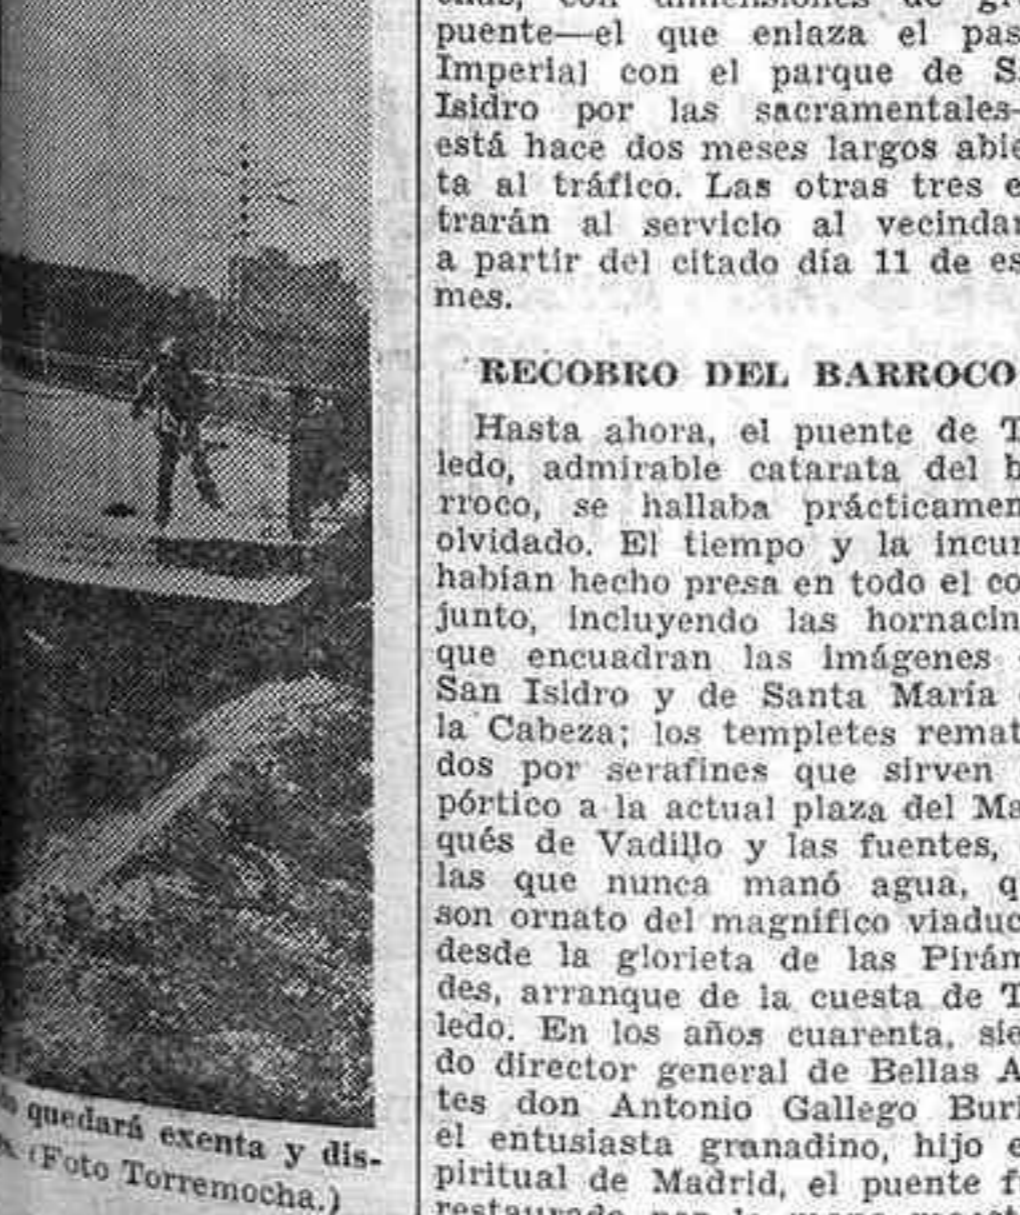 puente—el que enlaza el pas
Imperial con el parque de S
Isidro por las sacramentales—
está hace dos meses largos abie
ta al tráfico. Las otras tres e
trarán al servicio al vecindar
a partir del citado día 11 de es
mes.
RECOBRO DEL BARROCO
Hasta ahora, el puente de T
ledo, admirable catarata del b
rroco, se hallaba prácticamen
olvidado. El tiempo y la incur
habían hecho presa en todo el co
junto, incluyendo las hornacin
que encuadran las imágenes
San Isidro y de Santa María
la Cabeza; los templetes remat
dos por serafines que sirven
pórtico a la actual plaza del Ma
qués de Vadillo y las fuentes,
las que nunca manó agua, q
son ornato del magnífico viaduc
desde la glorieta de las Pirám
des, arranque de la cuesta de T
ledo. En los años cuarenta, sie
do director general de Bellas A
tes don Antonio Gallego Buri
el entusiasta granadino, hijo e
piritual de Madrid, el puente f
quedará exenta y dis-
(Foto Torremocha.)